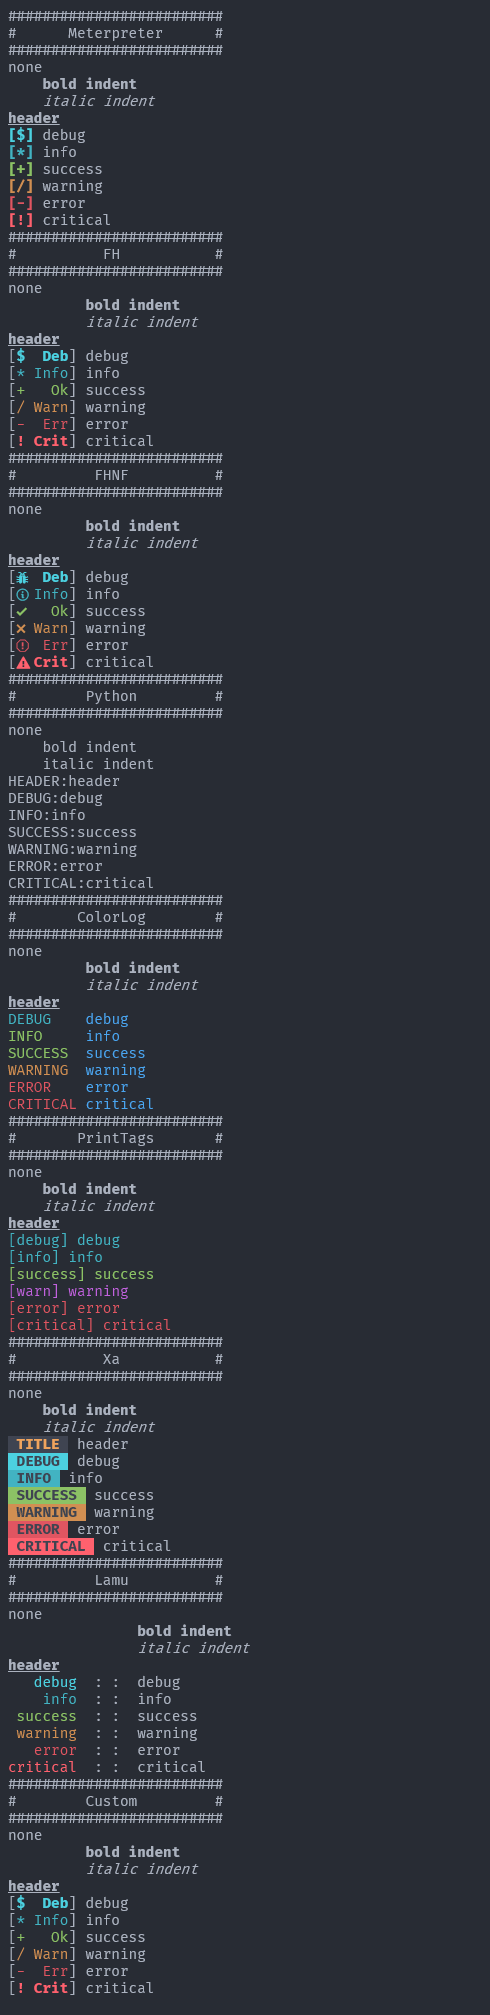 #########################
#      Meterpreter      #
#########################
none
    bold indent
    italic indent
header
[$] debug
[*] info
[+] success
[/] warning
[-] error
[!] critical
#########################
#          FH           #
#########################
none
         bold indent
         italic indent
header
[$  Deb] debug
[* Info] info
[+   Ok] success
[/ Warn] warning
[-  Err] error
[! Crit] critical
#########################
#         FHNF          #
#########################
none
         bold indent
         italic indent
header
[  Deb] debug
[ Info] info
[✓   Ok] success
[✗ Warn] warning
[  Err] error
[ Crit] critical
#########################
#        Python         #
#########################
none
    bold indent
    italic indent
HEADER:header
DEBUG:debug
INFO:info
SUCCESS:success
WARNING:warning
ERROR:error
CRITICAL:critical
#########################
#       ColorLog        #
#########################
none
         bold indent
         italic indent
header
DEBUG    debug
INFO     info
SUCCESS  success
WARNING  warning
ERROR    error
CRITICAL critical
#########################
#       PrintTags       #
#########################
none
    bold indent
    italic indent
header
[debug] debug
[info] info
[success] success
[warn] warning
[error] error
[critical] critical
#########################
#          Xa           #
#########################
none
    bold indent
    italic indent
 TITLE  header
 DEBUG  debug
 INFO  info
 SUCCESS  success
 WARNING  warning
 ERROR  error
 CRITICAL  critical
#########################
#         Lamu          #
#########################
none
               bold indent
               italic indent
header
   debug  : :  debug
    info  : :  info
 success  : :  success
 warning  : :  warning
   error  : :  error
critical  : :  critical
#########################
#        Custom         #
#########################
none
         bold indent
         italic indent
header
[$  Deb] debug
[* Info] info
[+   Ok] success
[/ Warn] warning
[-  Err] error
[! Crit] critical